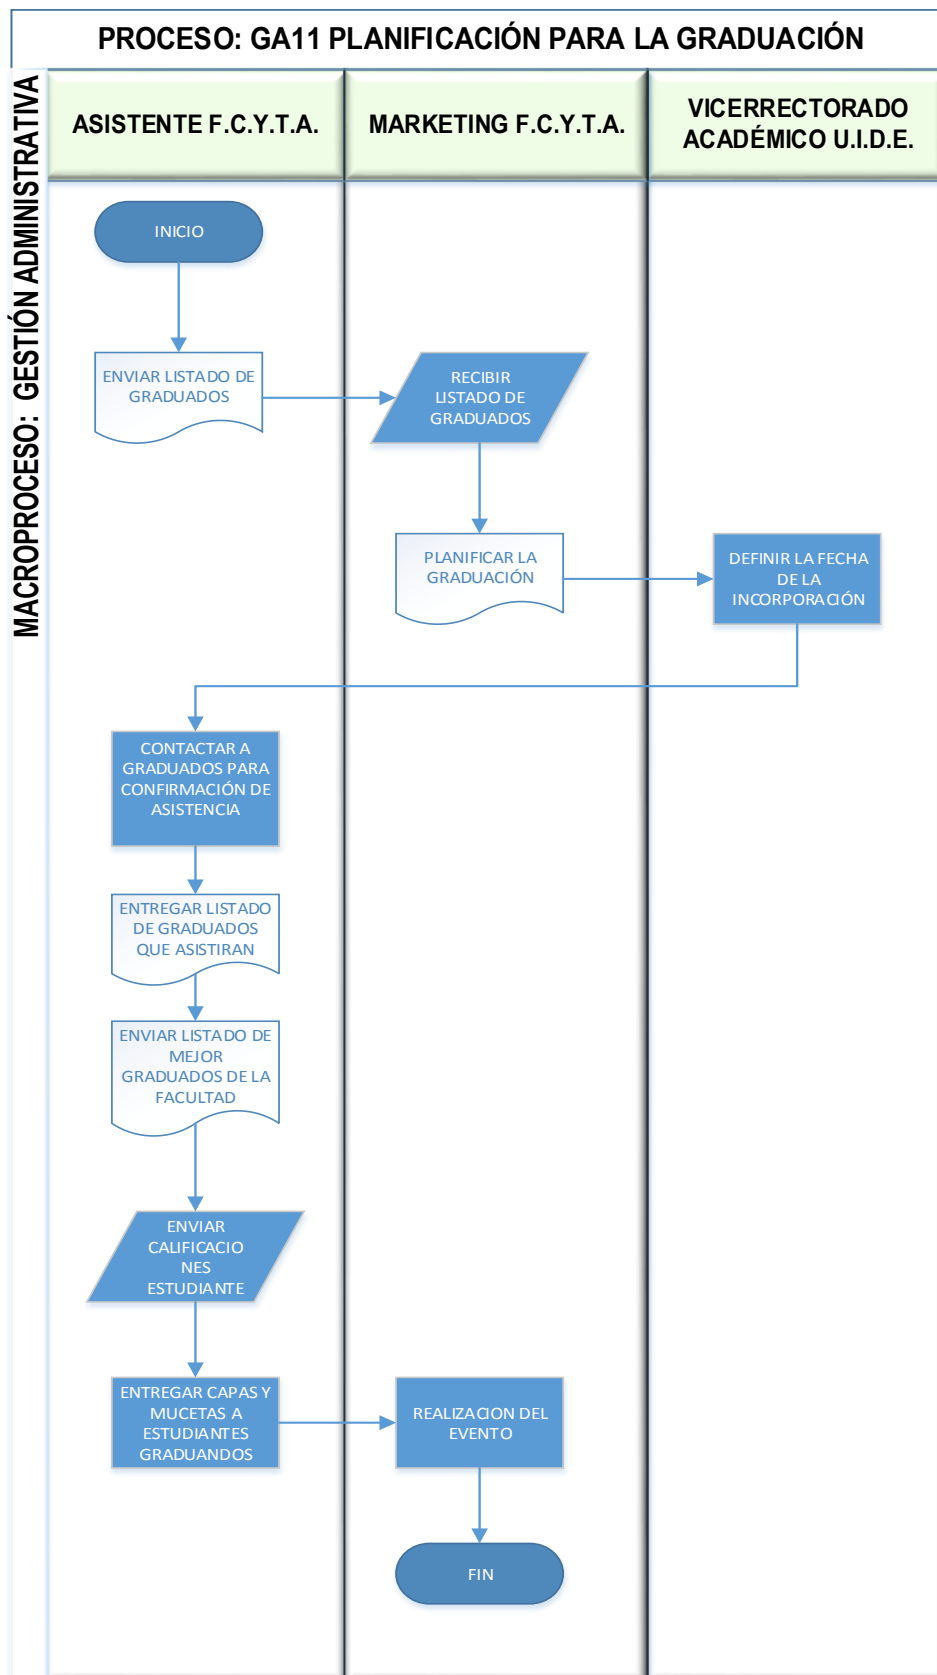 PROCESO: GA11 PLANIFICACIÓN PARA LA GRADUACIÓN
MACROPROCESO: GESTIÓN ADMINISTRATIVA
ASISTENTE F.C.Y.T.A.
MARKETING F.C.Y.T.A.
VICERRECTORADO
ACADÉMICO U.I.D.E.
INICIO
ENVIAR LISTADO DE
GRADUADOS
RECIBIR
LISTADO DE
GRADUADOS
PLANIFICAR LA
GRADUACIÓN
DEFINIR LA FECHA
DE LA
INCORPORACIÓN
CONTACTAR A
GRADUADOS PARA
CONFIRMACIÓN DE
ASISTENCIA
ENTREGAR LISTADO
DE GRADUADOS
QUE ASISTIRAN
ENVIAR LISTADO DE
MEJOR
GRADUADOS DE LA
FACULTAD
ENVIAR
CALIFICACIO
NES
ESTUDIANTE
ENTREGAR CAPAS Y
MUCETAS A
ESTUDIANTES
GRADUANDOS
REALIZACION DEL
EVENTO
FIN